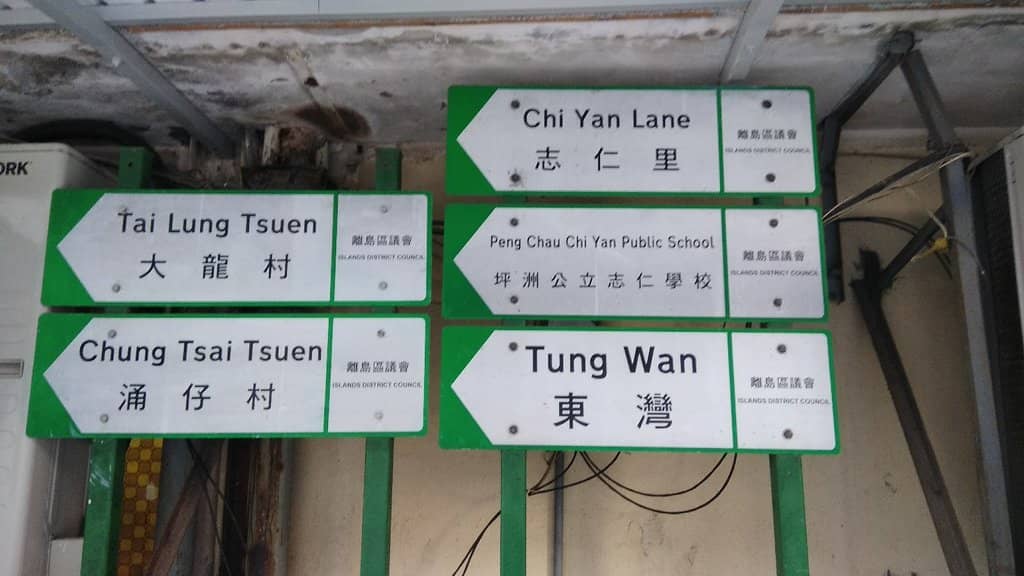 ORK
Tai Lung Tsuen
大龍村
離島區議會
ISLANDS DISTRICT COUNCIL
Chung Tsai Tsuen
涌仔村
離島區議會
ISLANDS DISTRICT COUNCIL
Chi Yan Lane
志仁里
離島區議會
ISLANDS DISTRICT COUNCIL
Peng Chau Chi Yan Public School
坪洲公立志仁學校
離島區議會
ISLANDS DISTRICT COUNCIL
Tung Wan
東灣
離島區議會
ISLANDS DISTRICT COUNCIL